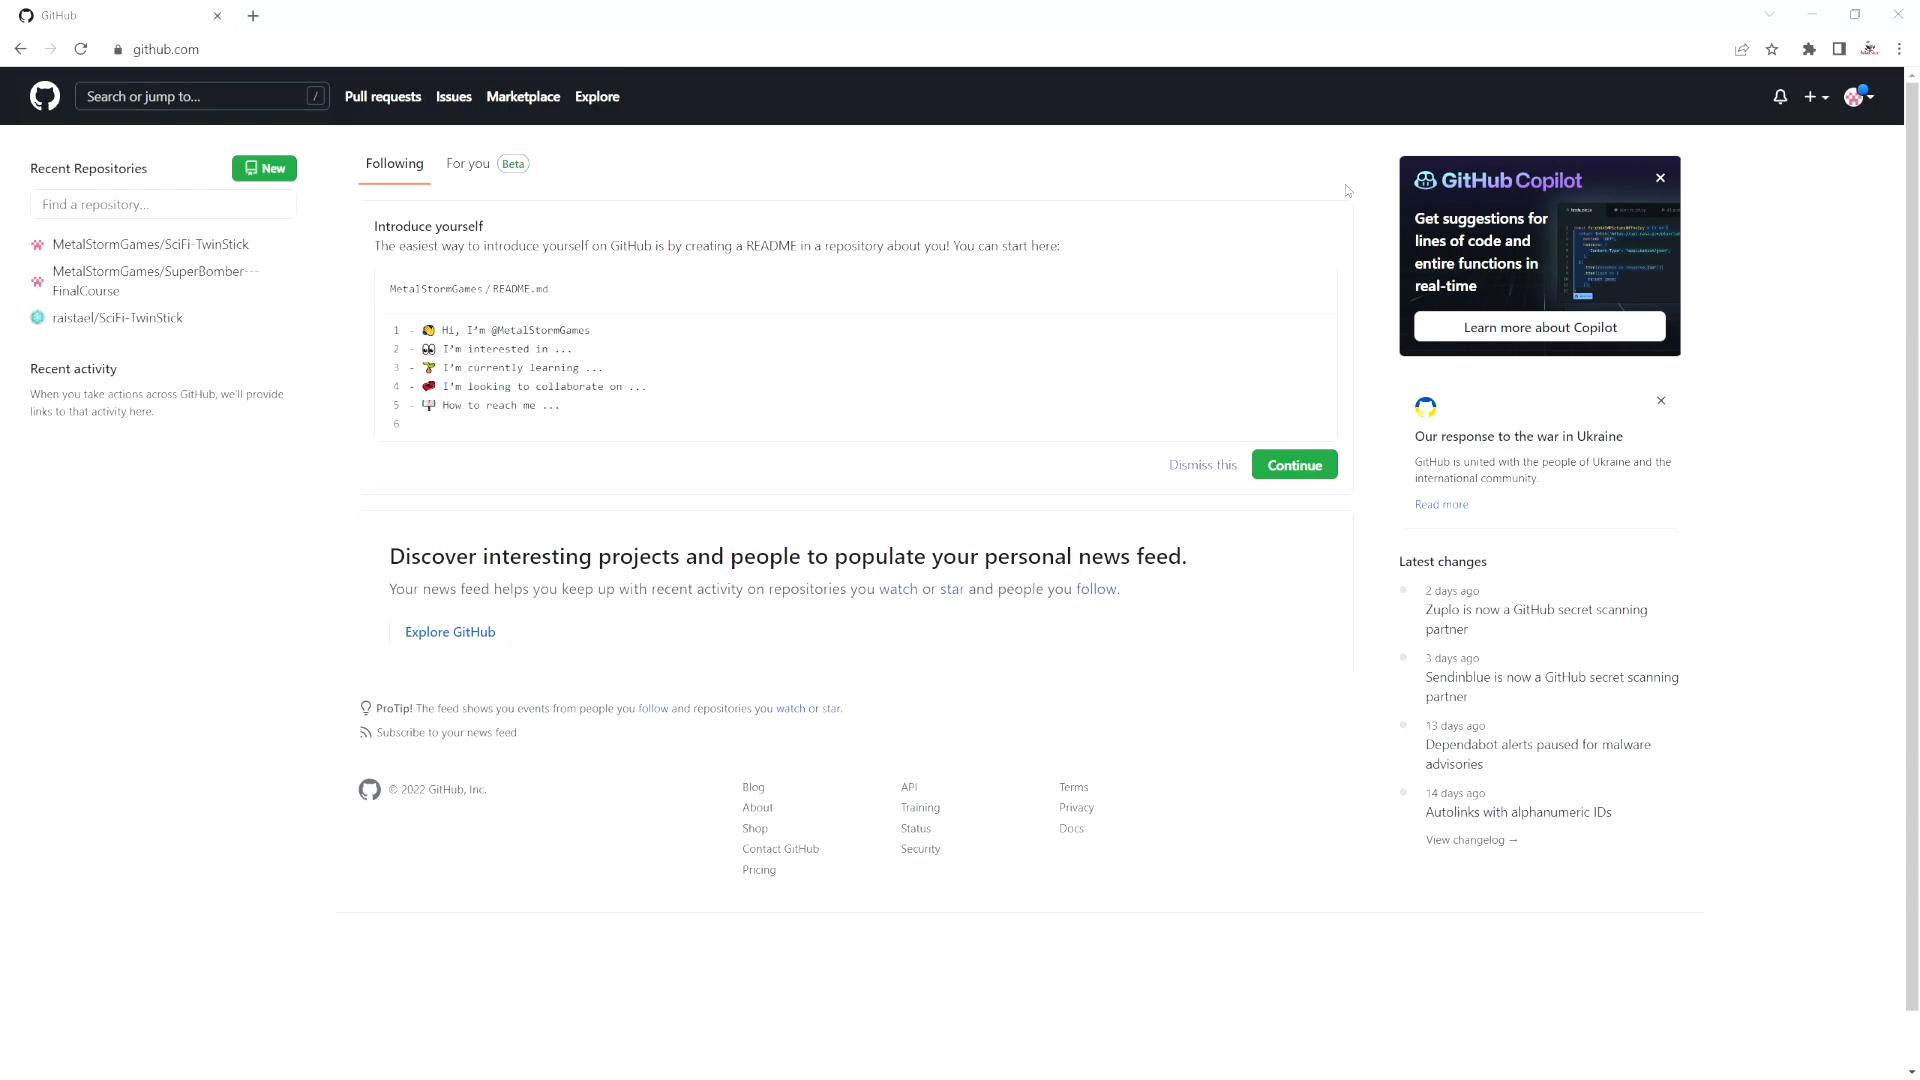 GitHub
github.com
Search or jump to...
/
Pull requests
Issues
Marketplace
Explore
Recent Repositories
New
Find a repository...
MetalStormGames/SciFi-TwinStick
MetalStormGames/SuperBomber---
FinalCourse
raistael/SciFi-TwinStick
Recent activity
When you take actions across GitHub, we'll provide
links to that activity here.
Following
For you
Beta
Introduce yourself
The easiest way to introduce yourself on GitHub is by creating a README in a repository about you! You can start here:
MetalStormGames / README.md
1 - 👋 Hi, I'm @MetalStormGames
2 - 👀 I'm interested in ...
3 - 🌱 I'm currently learning ...
4 - 💞️ I'm looking to collaborate on ...
5 - 📫 How to reach me ...
6
Dismiss this
Continue
Discover interesting projects and people to populate your personal news feed.
Your news feed helps you keep up with recent activity on repositories you watch or star and people you follow.
Explore GitHub
ProTip! The feed shows you events from people you follow and repositories you watch or star.
Subscribe to your news feed
© 2022 GitHub, Inc.
Blog
About
Shop
Contact GitHub
Pricing
API
Training
Status
Security
Terms
Privacy
Docs
GitHub Copilot
Get suggestions for
lines of code and
entire functions in
real-time
Learn more about Copilot
Our response to the war in Ukraine
GitHub is united with the people of Ukraine and the
international community.
Read more
Latest changes
2 days ago
Zuplo is now a GitHub secret scanning
partner
3 days ago
Sendinblue is now a GitHub secret scanning
partner
13 days ago
Dependabot alerts paused for malware
advisories
14 days ago
Autolinks with alphanumeric IDs
View changelog →